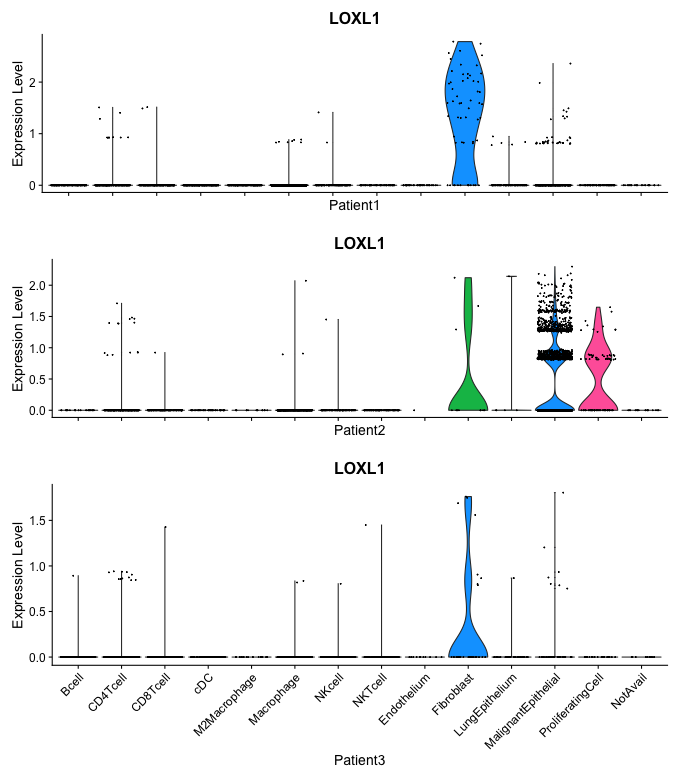 LOXL1
Expression Level
2
1
0
Patient1
LOXL1
Expression Level
2.0
1.5
1.0
0.5
0.0
Patient2
LOXL1
Expression Level
1.5
1.0
0.5
0.0
Bcell
CD4Tcell
CD8Tcell
cDC
M2Macrophage
Macrophage
NKcell
NKTcell
Endothelium
Fibroblast
LungEpithelium
MalignantEpithelial
ProliferatingCell
NotAvail
Patient3